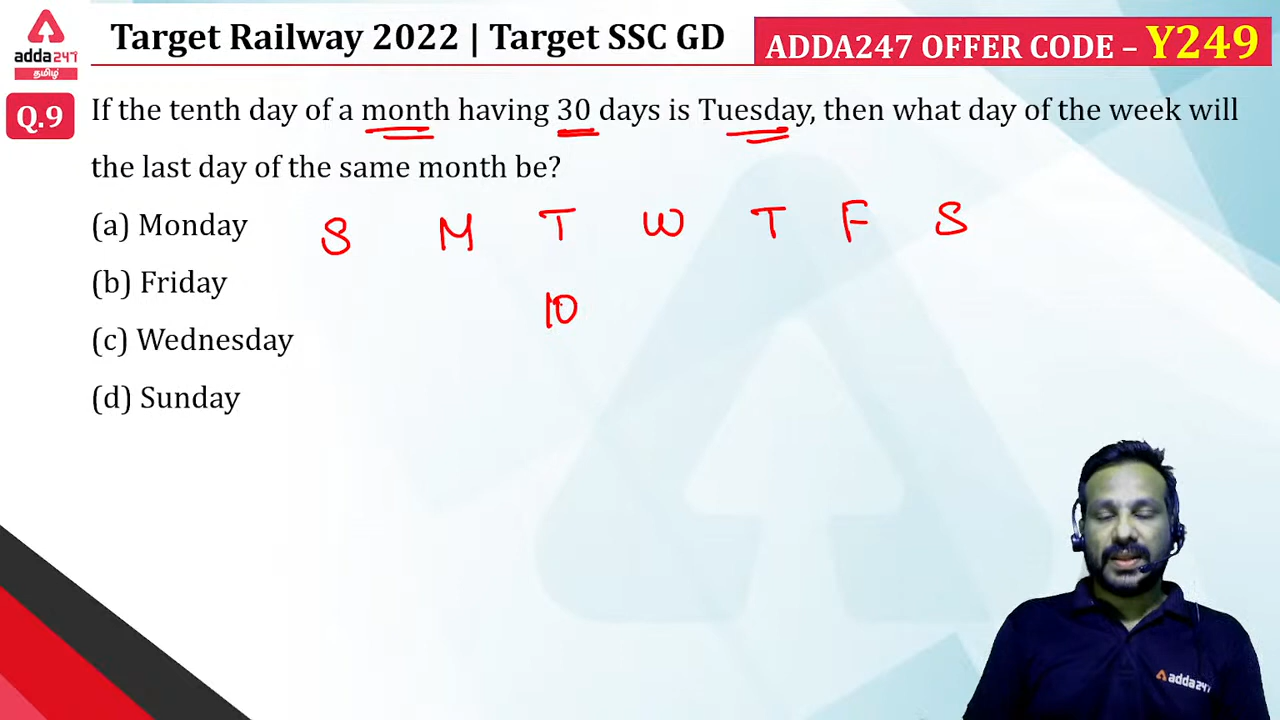 adda247
தமிழ்
Target Railway 2022 | Target SSC GD
ADDA247 OFFER CODE – Y249
Q.9
If the tenth day of a month having 30 days is Tuesday, then what day of the week will
the last day of the same month be?
(a) Monday
S M T W T F S
(b) Friday
10
(c) Wednesday
(d) Sunday
adda247